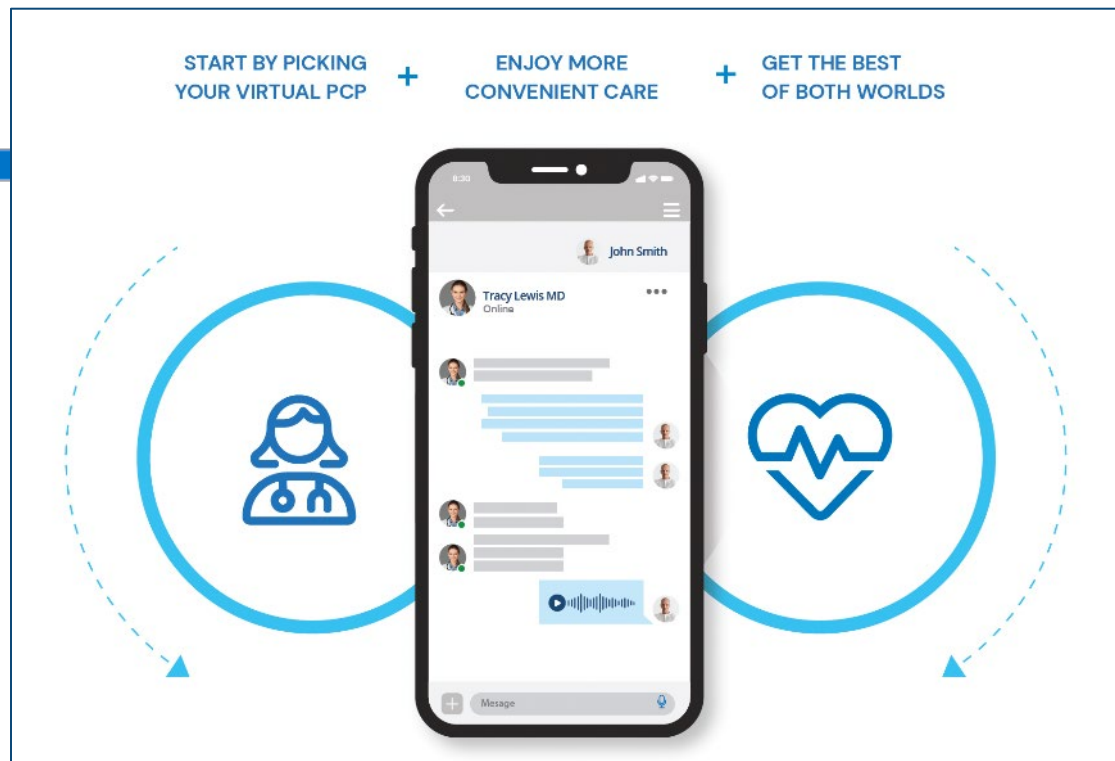 START BY PICKING
YOUR VIRTUAL PCP
+
ENJOY MORE
CONVENIENT CARE
+
GET THE BEST
OF BOTH WORLDS
8:30
John Smith
Tracy Lewis MD
Online
Mesage